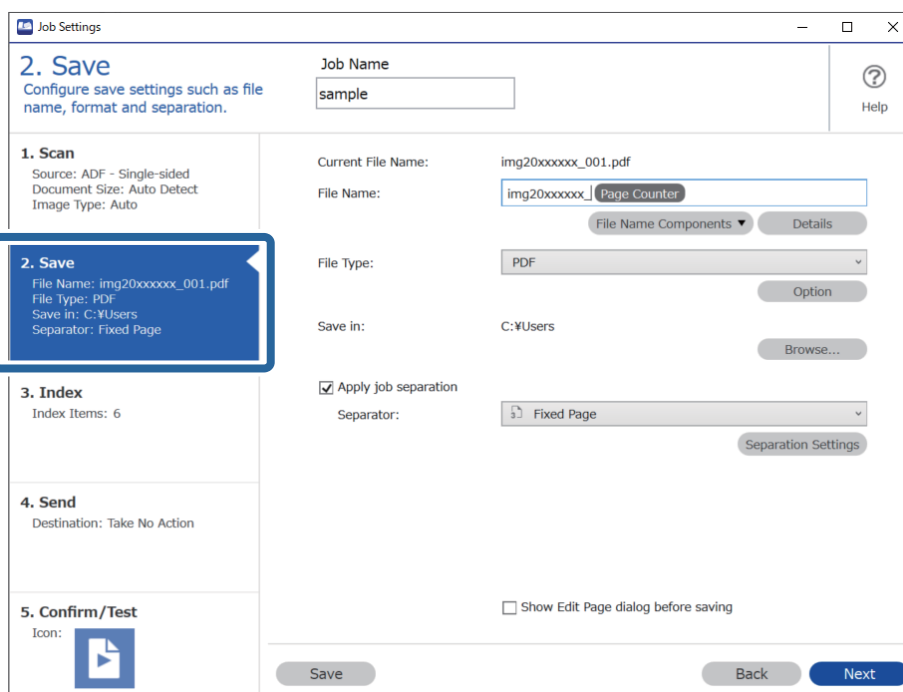 Job Settings
2. Save
Configure save settings such as file
name, format and separation.
Job Name
sample
?
Help
1. Scan
Source: ADF - Single-sided
Document Size: Auto Detect
Image Type: Auto
2. Save
File Name: img20xxxxxx_001.pdf
File Type: PDF
Save in: C:¥Users
Separator: Fixed Page
3. Index
Index Items: 6
4. Send
Destination: Take No Action
5. Confirm/Test
Icon:
Current File Name: img20xxxxxx_001.pdf
File Name: img20xxxxxx_ Page Counter
File Name Components ▼ Details
File Type: PDF
Option
Save in: C:¥Users
Browse...
Apply job separation
Separator: 3 Fixed Page
Separation Settings
Show Edit Page dialog before saving
Save Back Next